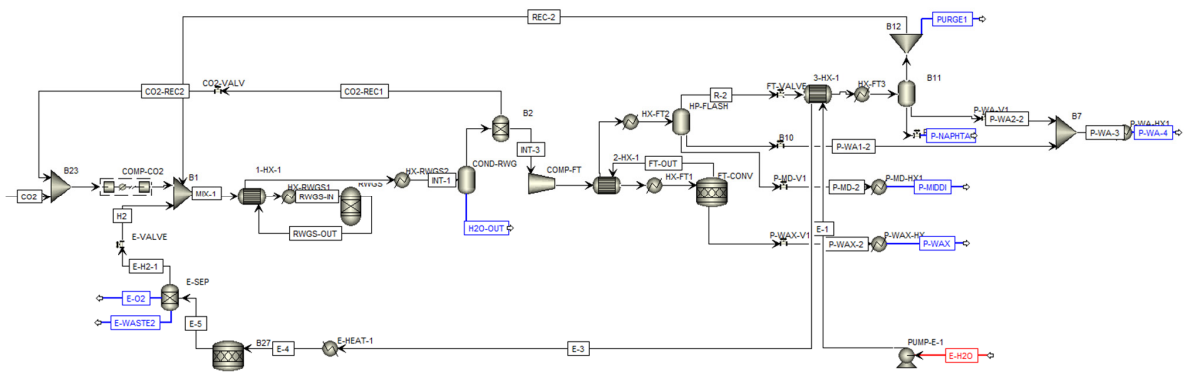 REC-2
B12
PURGE1
CO2-VALV
CO2-REC2
CO2-REC1
3-HX-1
FT-VALVE
R-2
HX-FT3
B11
B2
HP-FLASH
HX-FT2
P-WA-V1
P-WA2-2
B7
P-WA-HX1
P-WA-3
P-WA-4
P-NAPHTA
B10
P-WA1-2
INT-3
COND-RWG
COMP-FT
2-HX-1
FT-OUT
HX-FT1
FT-CONV
B23
COMP-CO2
B1
1-HX-1
HX-RWGS2
INT-1
HX-RWGS1
RWGS
RWGS-IN
MIX-1
CO2
H2
P-MD-V1
P-MD-HX1
P-MD-2
P-MIDDI
H2O-OUT
RWGS-OUT
E-VALVE
E-1
P-WAX-V1
P-WAX-HX
P-WAX-2
P-WAX
E-H2-1
E-SEP
E-O2
E-WASTE2
E-5
B27
E-4
E-HEAT-1
E-3
PUMP-E-1
E-H2O